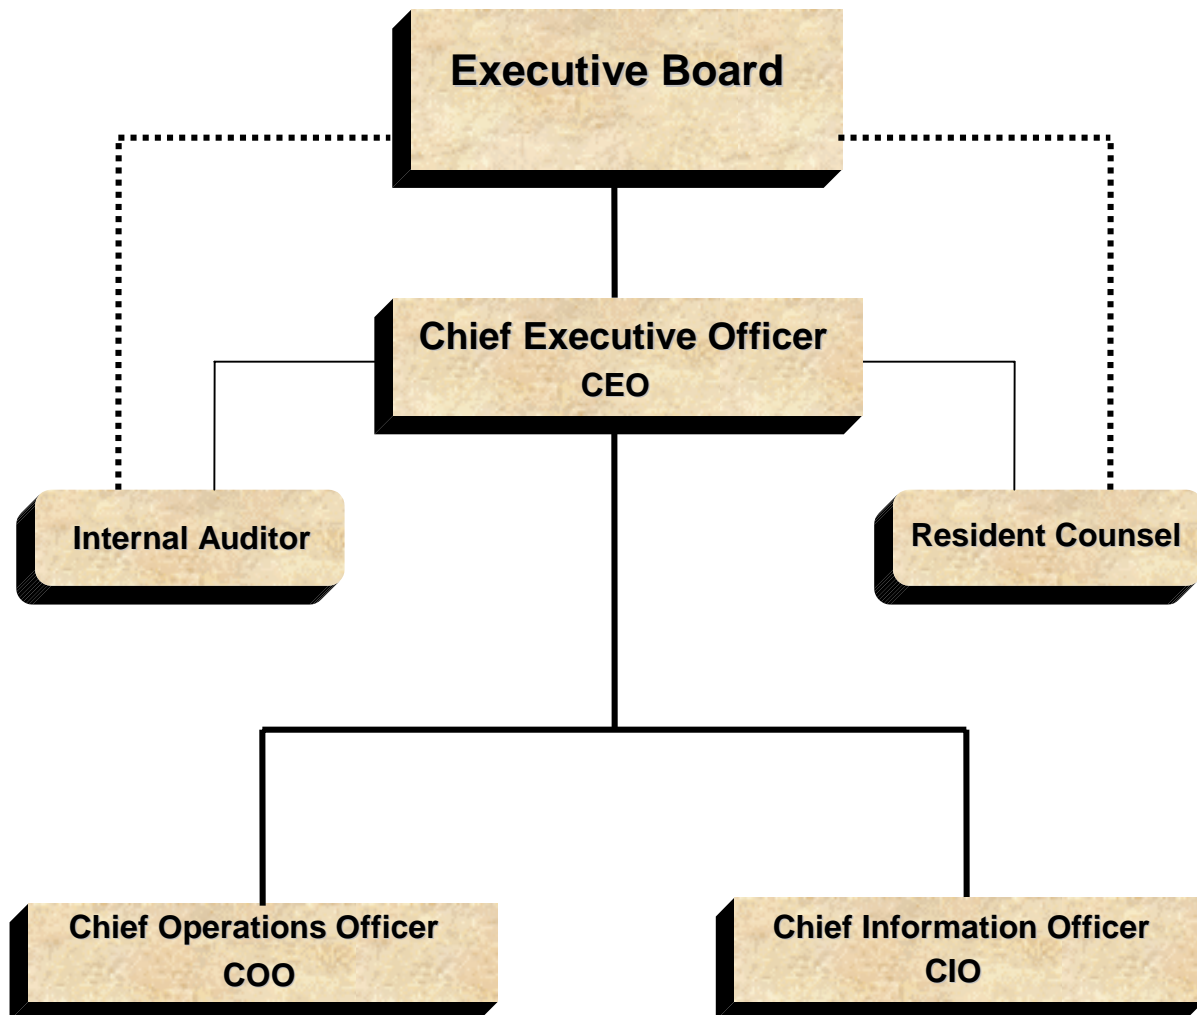 Executive Board
Chief Executive Officer
CEO
Internal Auditor
Resident Counsel
Chief Operations Officer
COO
Chief Information Officer
CIO